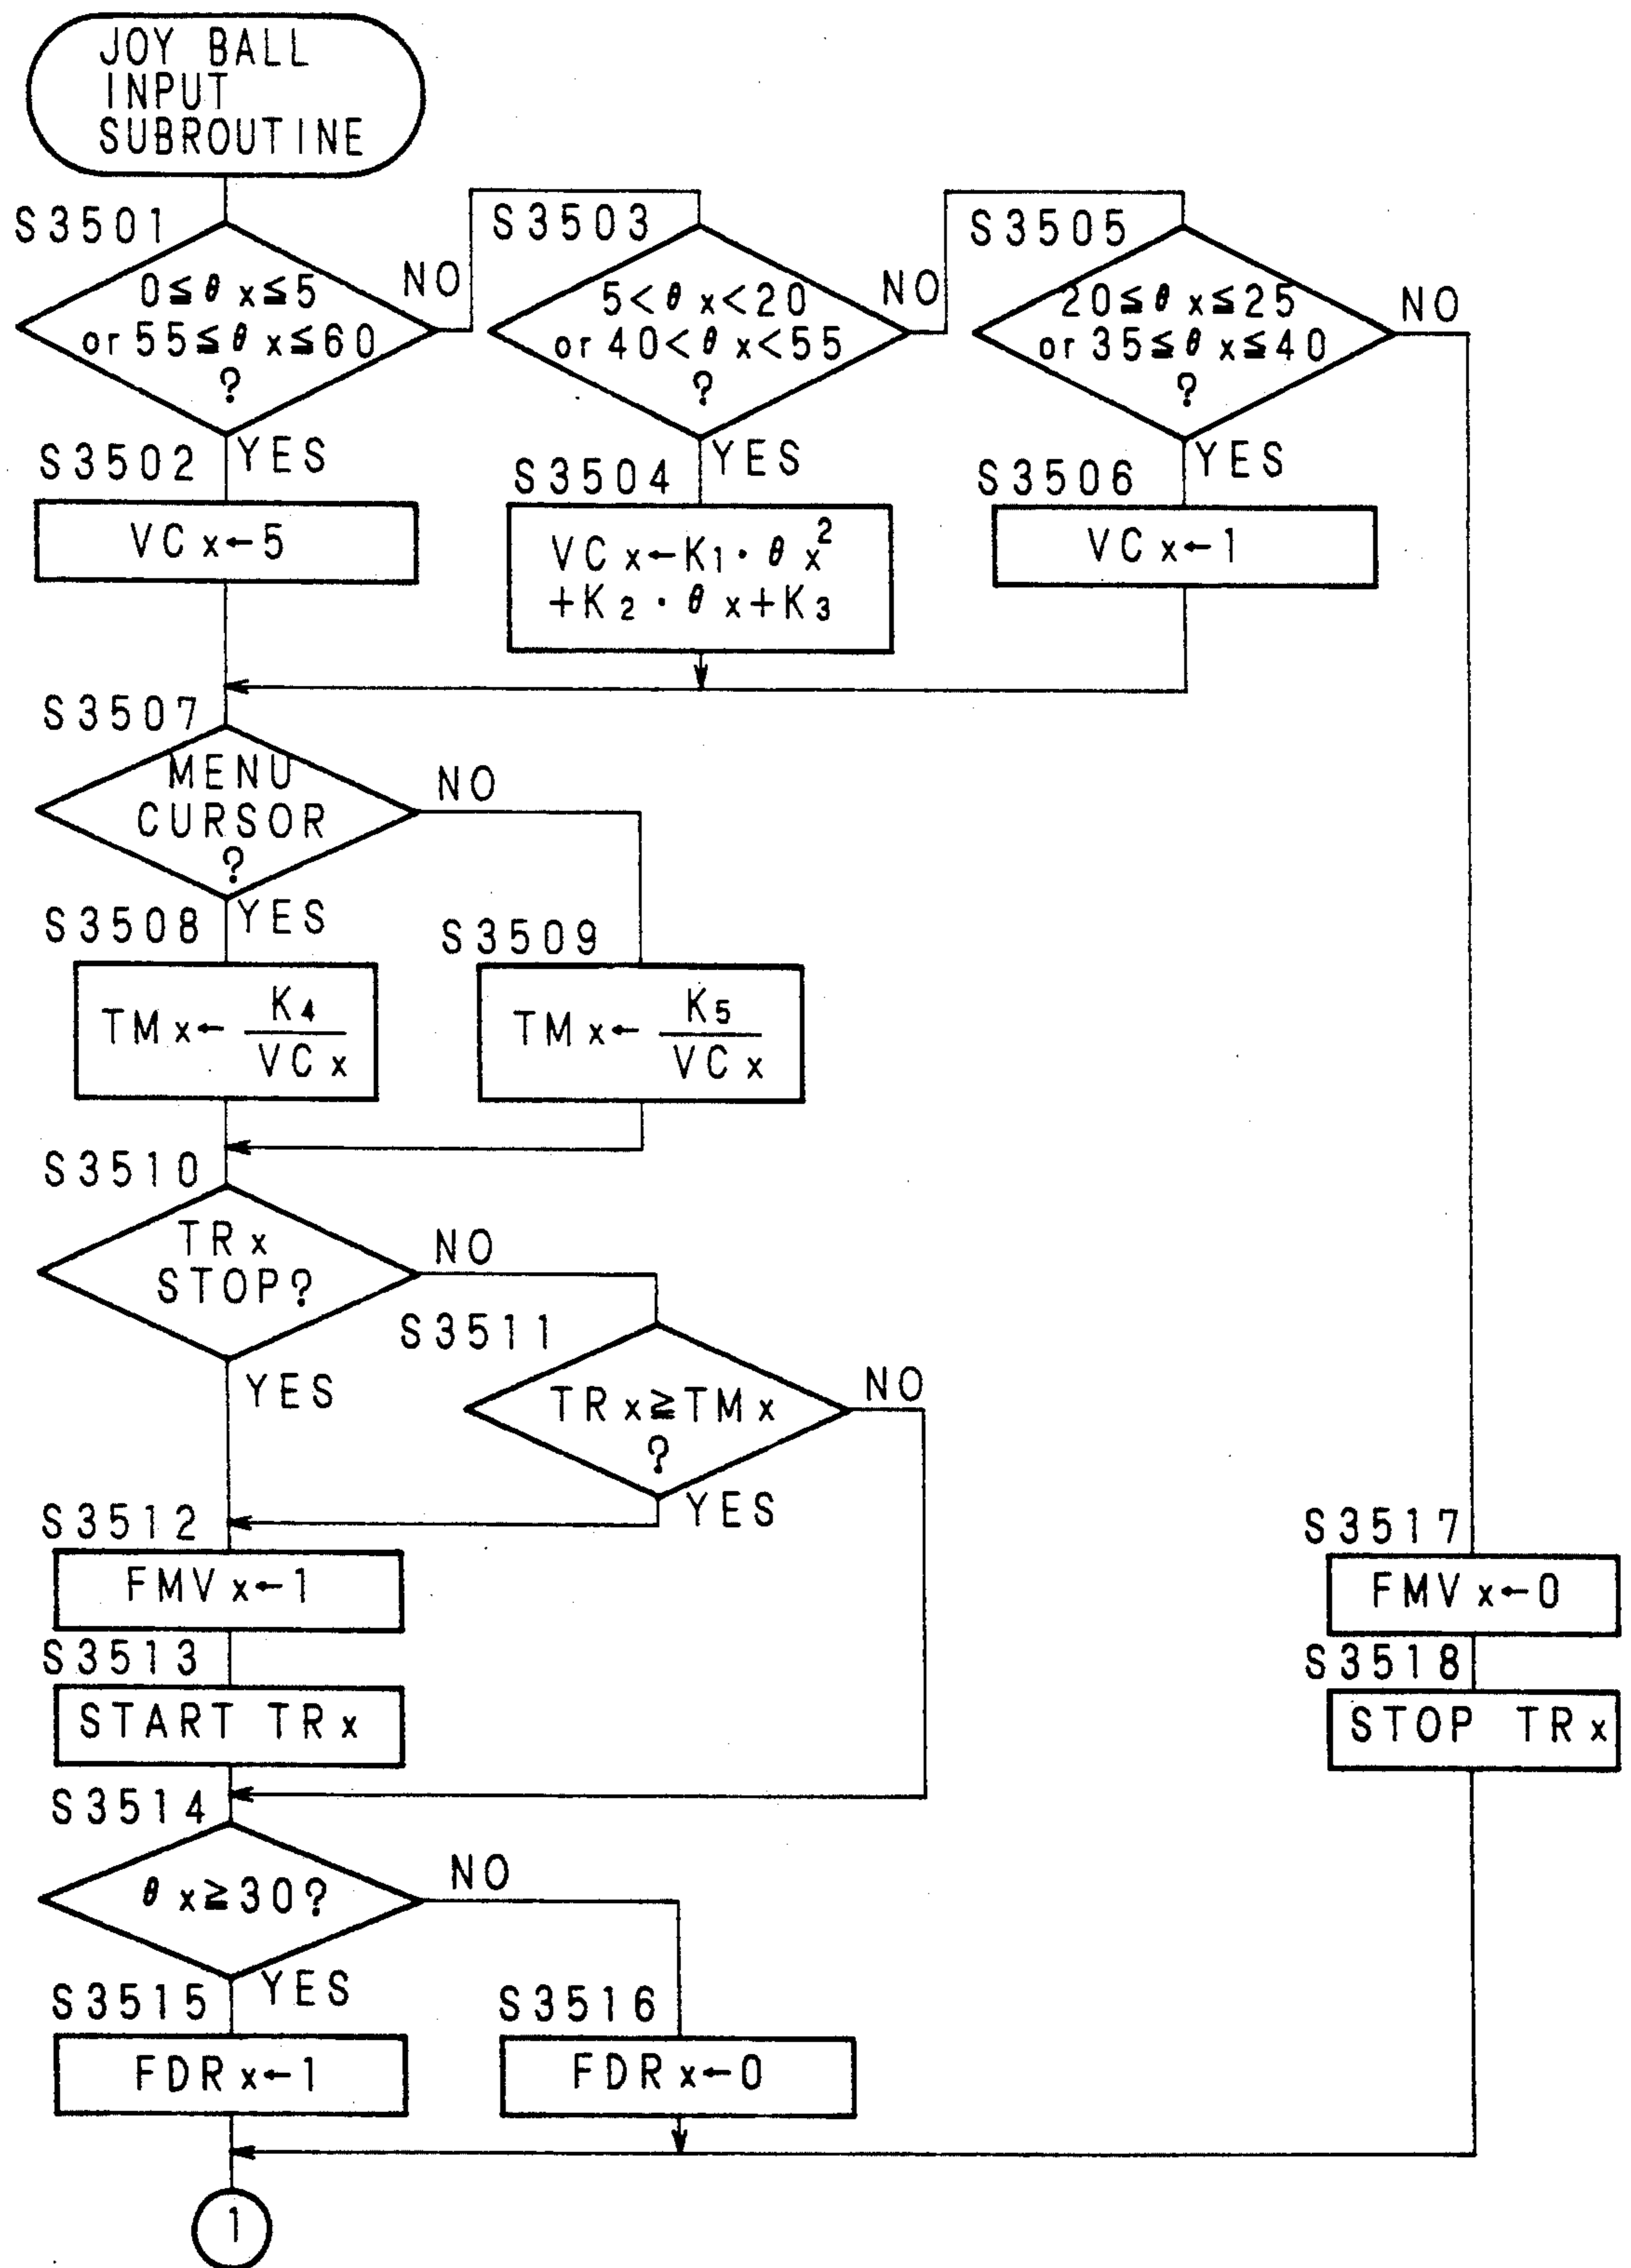 JOY BALL
INPUT
SUBROUTINE
S3501
0≦θx≦5
or 55≦θx≦60
?
NO
YES
S3503
5<θx<20
or 40<θx<55
?
NO
YES
S3505
20≦θx≦25
or 35≦θx≦40
?
NO
YES
S3502
VCx←5
S3504
VCx←K1·θx²
+K2·θx+K3
S3506
VCx←1
S3507
MENU
CURSOR
?
NO
YES
S3508
TMx← K4
VCx
S3509
TMx← K5
VCx
S3510
TRx
STOP?
NO
YES
S3511
TRx≧TMx
?
NO
YES
S3512
FMVx←1
S3513
START TRx
S3517
FMVx←0
S3518
STOP TRx
S3514
θx≧30?
NO
YES
S3515
FDRx←1
S3516
FDRx←0
1